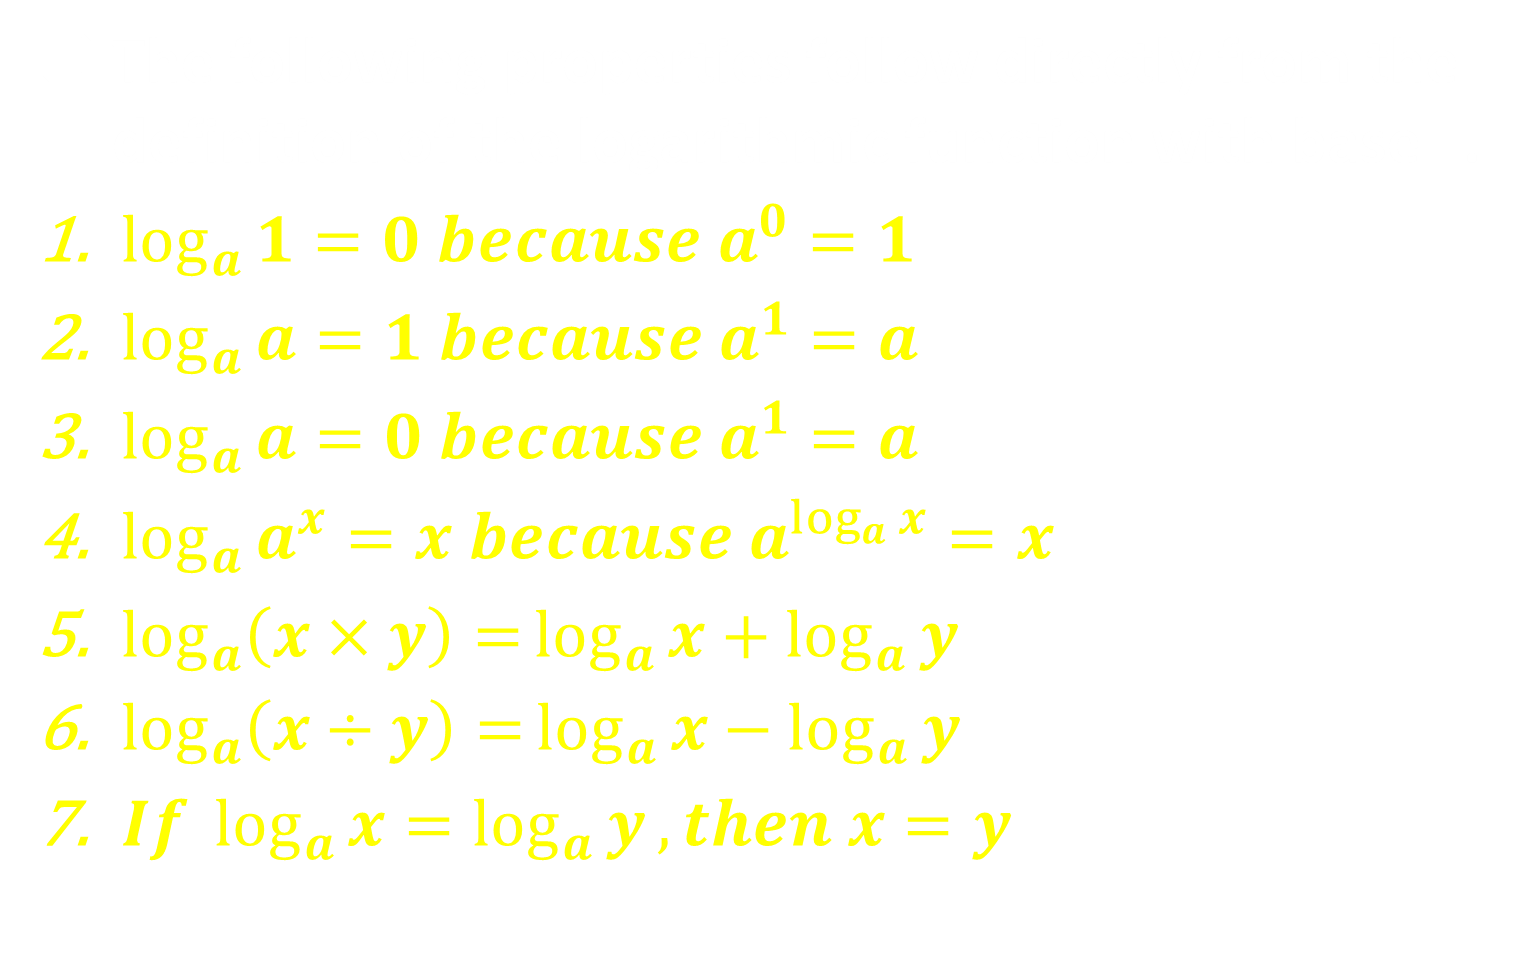 1. logₐ 1 = 0 because a⁰ = 1
2. logₐ a = 1 because a¹ = a
3. logₐ a = 0 because a¹ = a
4. logₐ aˣ = x because a^(logₐ x) = x
5. logₐ(x × y) = logₐ x + logₐ y
6. logₐ(x ÷ y) = logₐ x − logₐ y
7. If logₐ x = logₐ y , then x = y